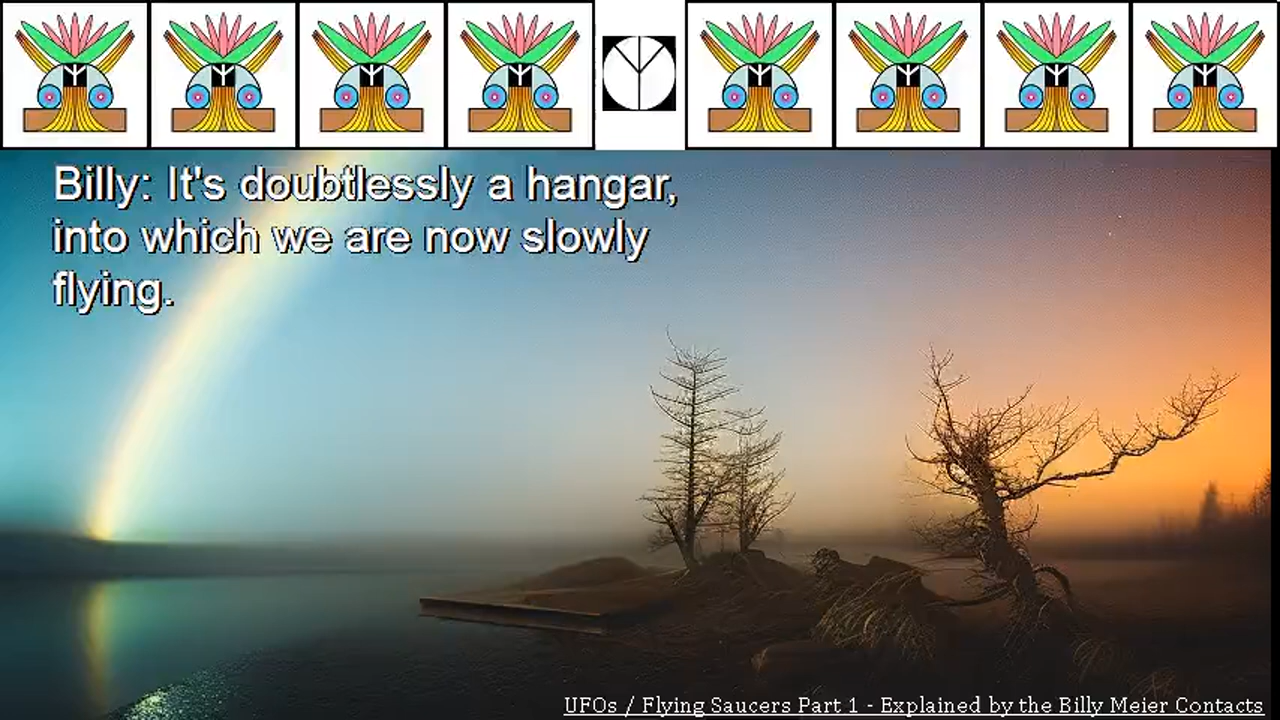 Billy: It's doubtlessly a hangar,
into which we are now slowly
flying.
UFOs / Flying Saucers Part 1 - Explained by the Billy Meier Contacts